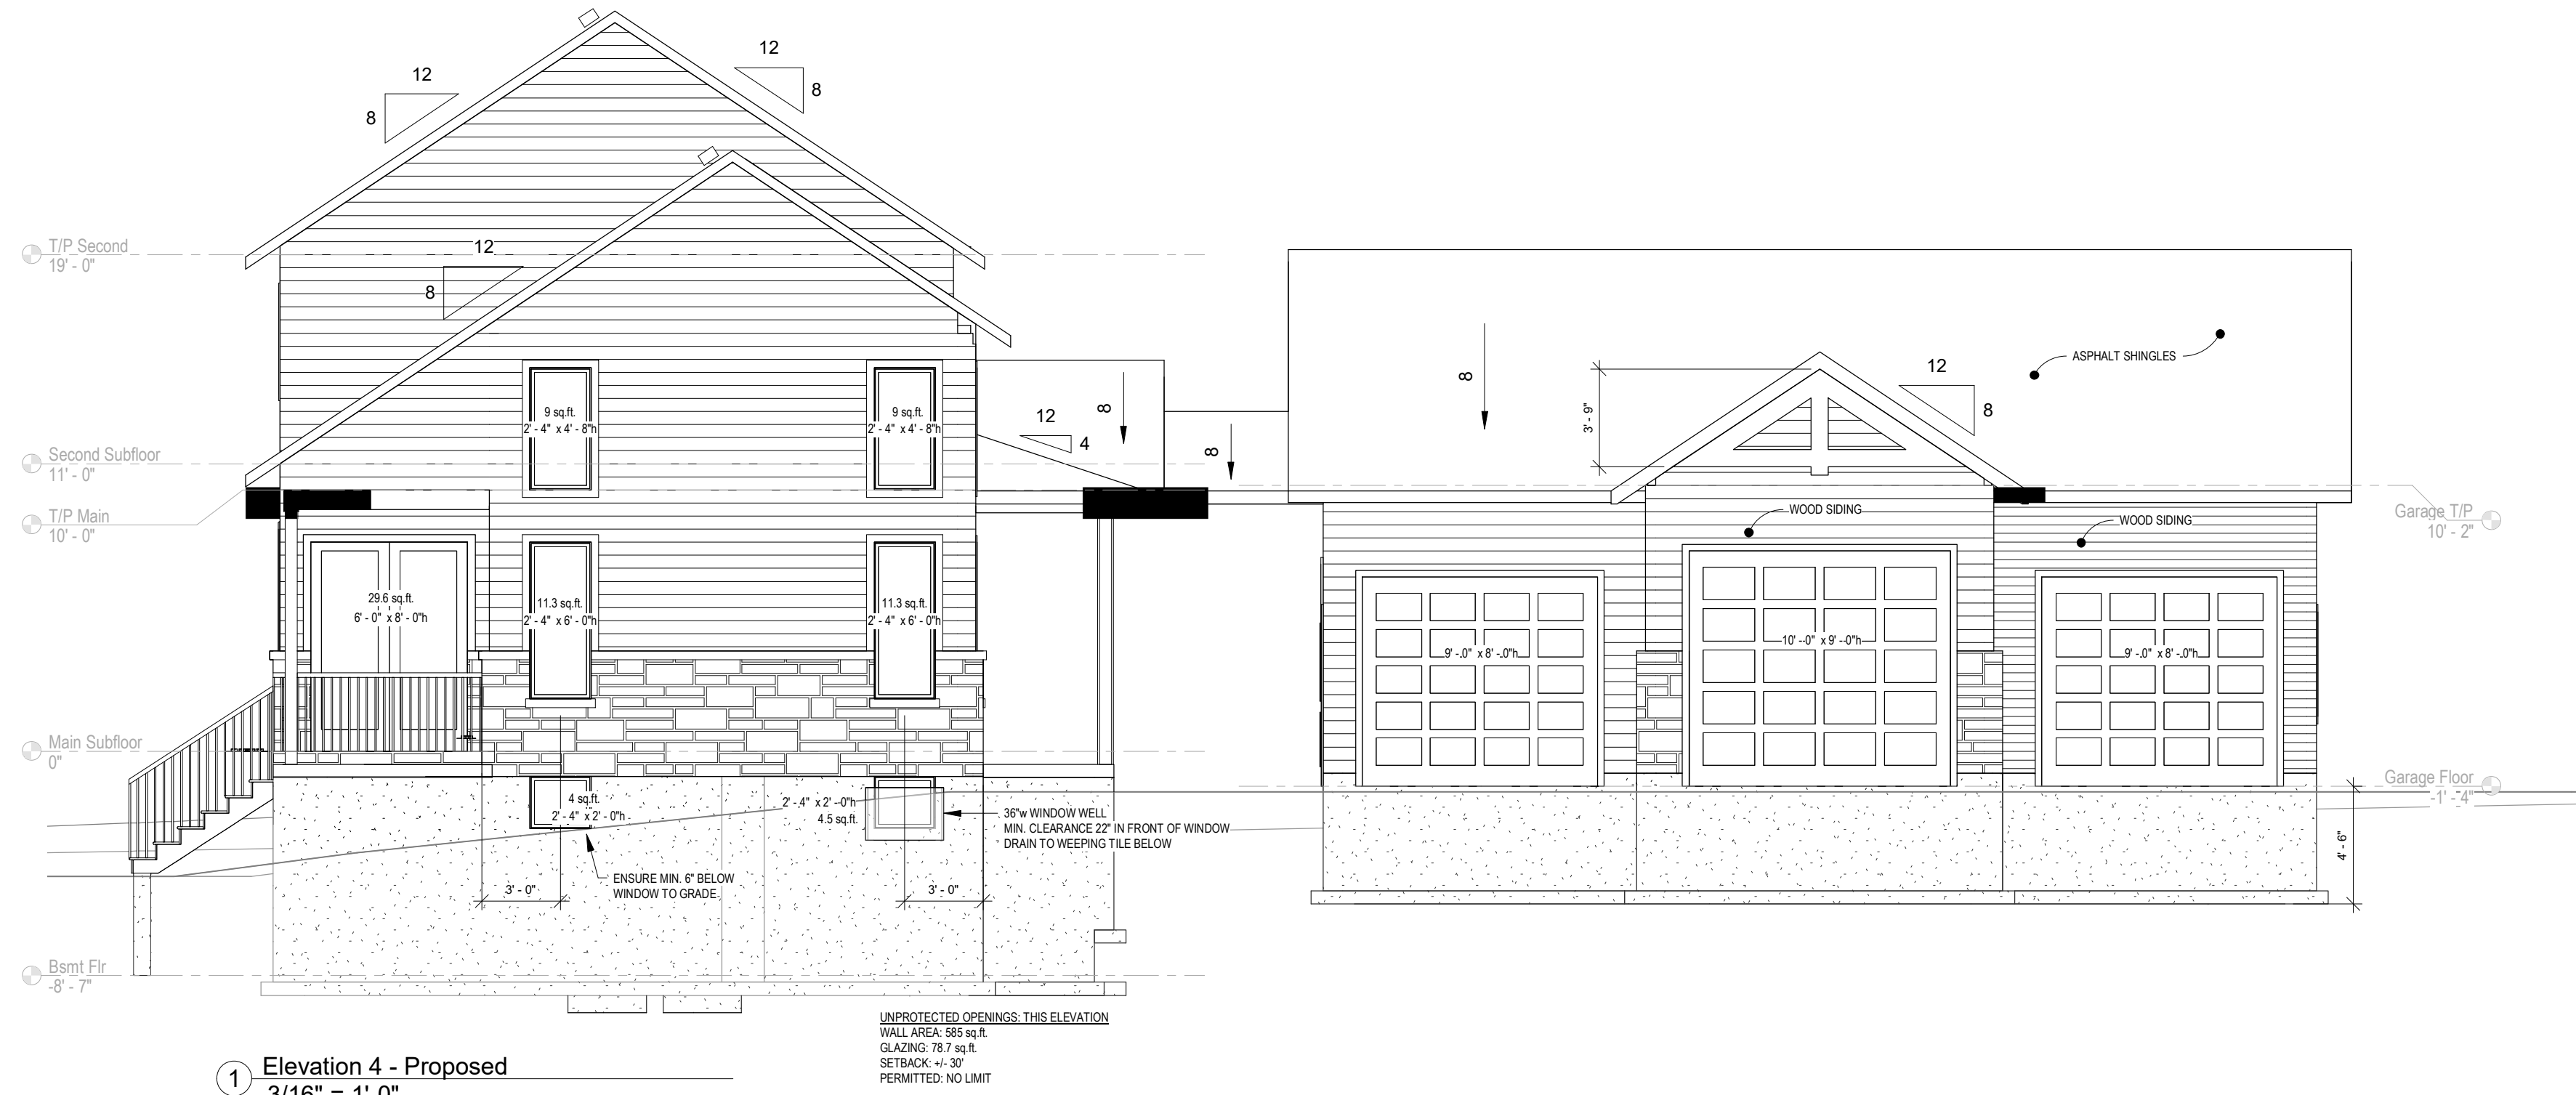 12
8
12
8
12
8
T/P Second
19' - 0"
Second Subfloor
11' - 0"
T/P Main
10' - 0"
Main Subfloor
0"
Bsmt Flr
-8' - 7"
9 sq.ft.
2' - 4" x 4' - 8"h
9 sq.ft.
2' - 4" x 4' - 8"h
29.6 sq.ft.
6' - 0" x 8' - 0"h
11.3 sq.ft.
2' - 4" x 6' - 0"h
11.3 sq.ft.
2' - 4" x 6' - 0"h
4 sq.ft.
2' - 4" x 2' - 0"h
2' - 4" x 2' - 0"h
4.5 sq.ft.
36"w WINDOW WELL
MIN. CLEARANCE 22" IN FRONT OF WINDOW
DRAIN TO WEEPING TILE BELOW
ENSURE MIN. 6" BELOW
WINDOW TO GRADE
3' - 0"
3' - 0"
12
4
8
8
8
3' - 9"
12
8
ASPHALT SHINGLES
WOOD SIDING
WOOD SIDING
Garage T/P
10' - 2"
9' - 0" x 8' - 0"h
10' - 0" x 9' - 0"h
9' - 0" x 8' - 0"h
Garage Floor
-1' - 4"
4' - 6"
UNPROTECTED OPENINGS: THIS ELEVATION
WALL AREA: 585 sq.ft.
GLAZING: 78.7 sq.ft.
SETBACK: +/- 30'
PERMITTED: NO LIMIT
1
Elevation 4 - Proposed
3/16" = 1'-0"